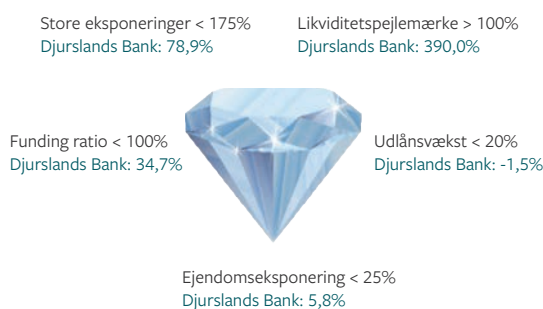 Store eksponeringer < 175%
Djurslands Bank: 78,9%
Likviditetspejlemærke > 100%
Djurslands Bank: 390,0%
Funding ratio < 100%
Djurslands Bank: 34,7%
Udlånsvækst < 20%
Djurslands Bank: -1,5%
Ejendomseksponering < 25%
Djurslands Bank: 5,8%